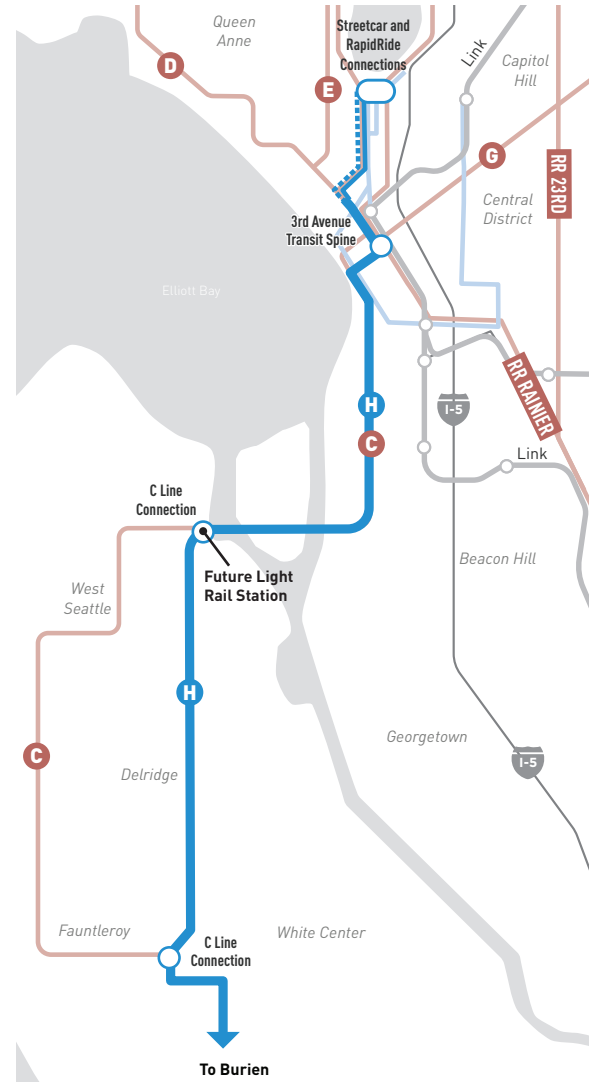 Queen
Anne
Streetcar and
RapidRide
Connections
Link
Capitol
Hill
D
E
G
RR 23RD
Central
District
3rd Avenue
Transit Spine
Elliott Bay
H
C
I-5
RR RAINIER
Link
C Line
Connection
Future Light
Rail Station
Beacon Hill
West
Seattle
H
C
Georgetown
I-5
Delridge
Fauntleroy
C Line
Connection
White Center
To Burien